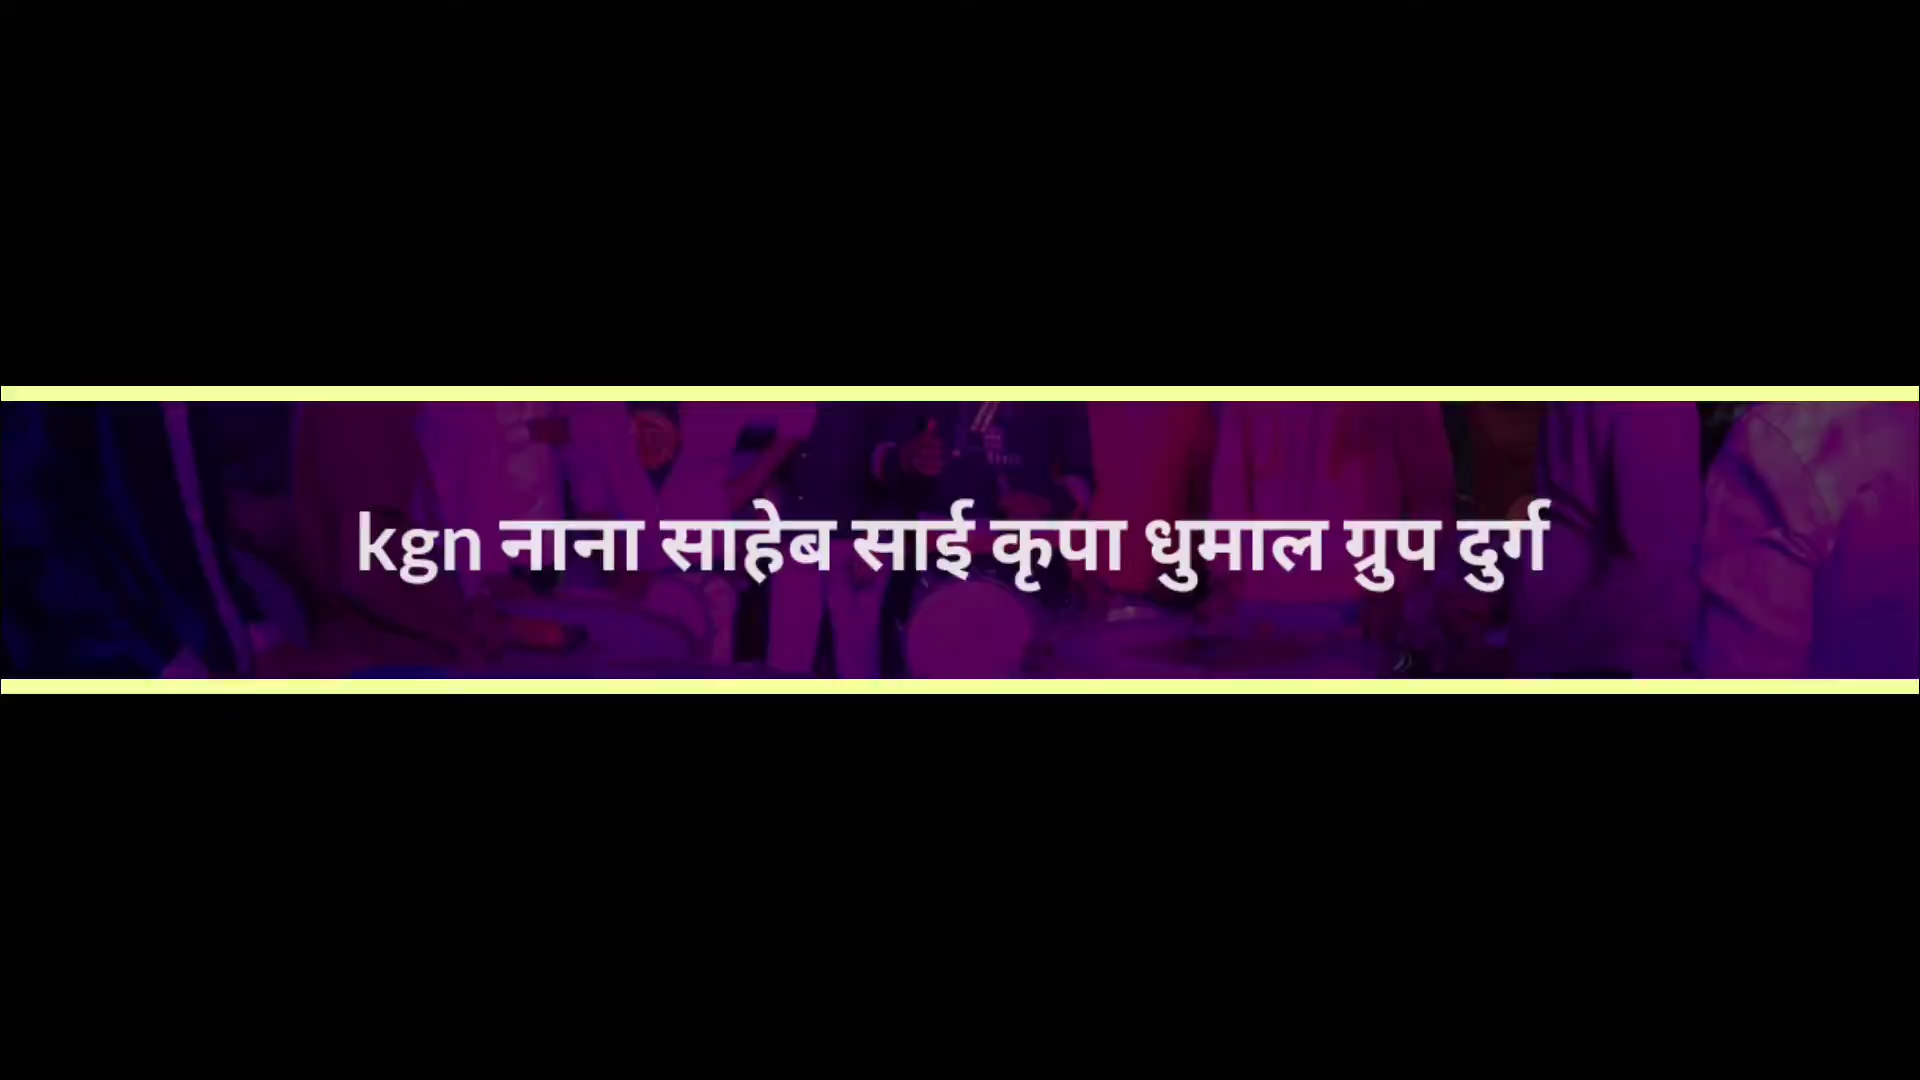 kgn नाना साहेब साई कृपा धुमाल ग्रुप दुर्ग